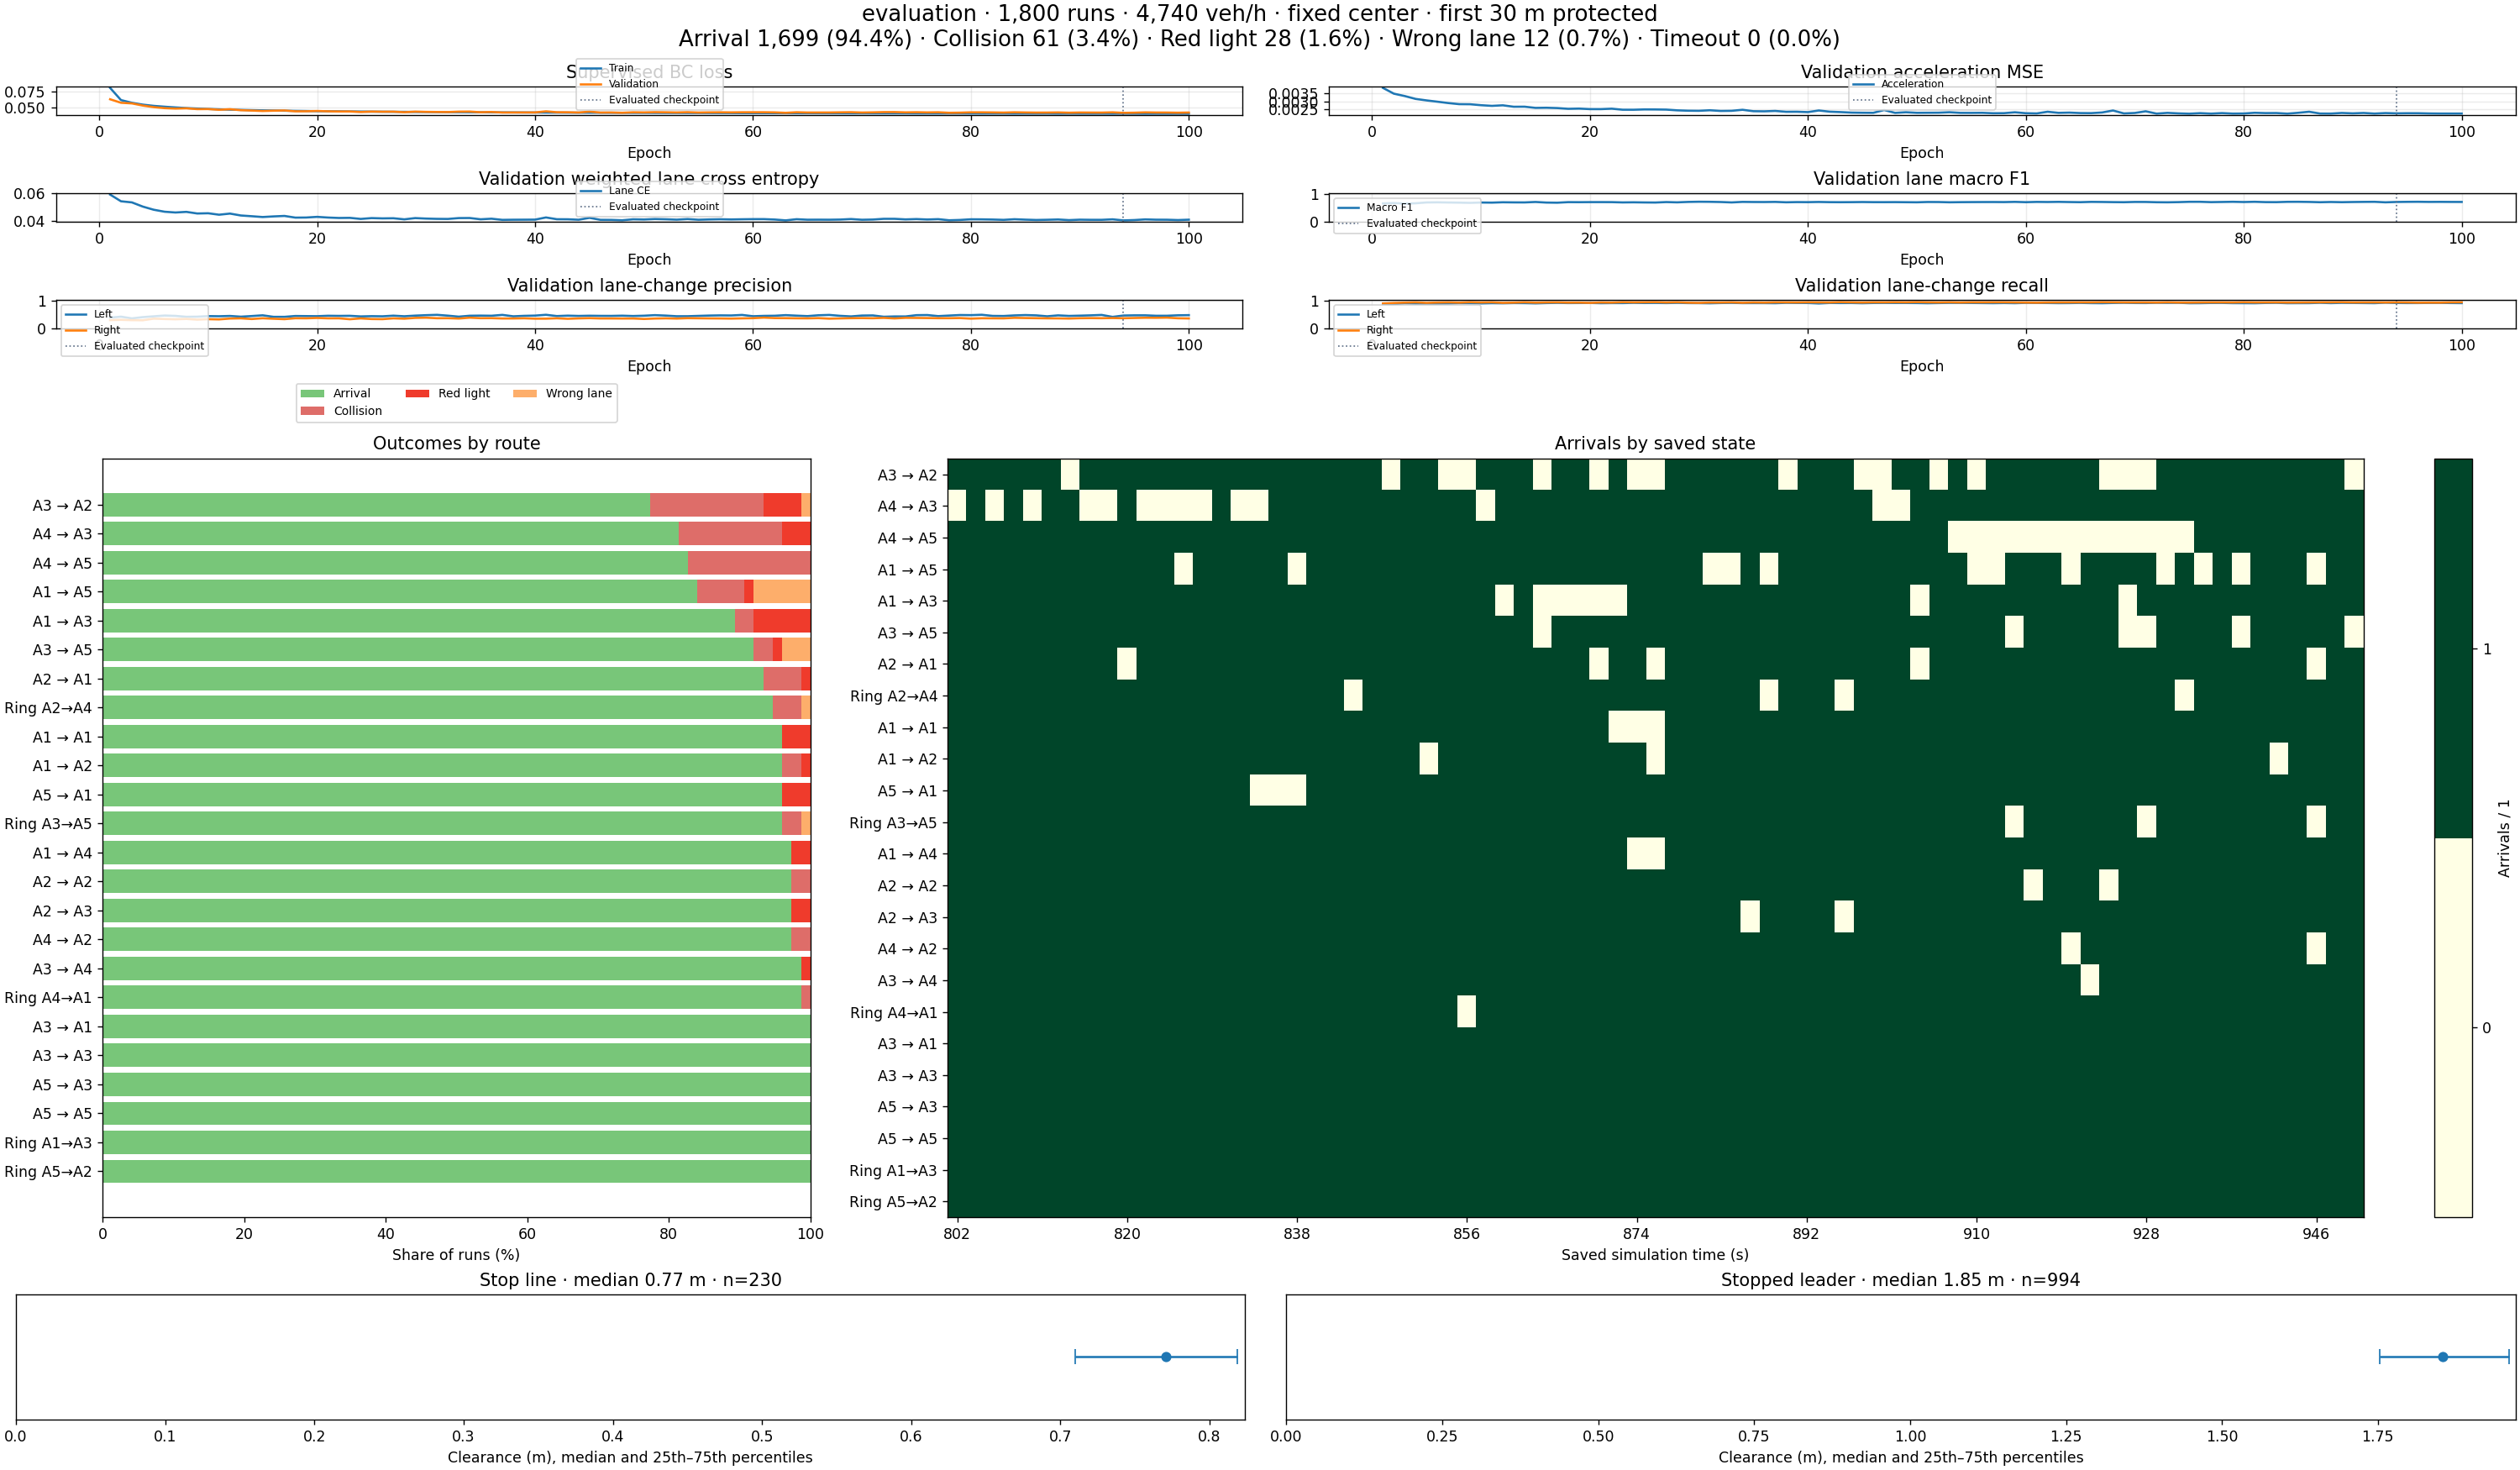 evaluation · 1,800 runs · 4,740 veh/h · fixed center · first 30 m protected
Arrival 1,699 (94.4%) · Collision 61 (3.4%) · Red light 28 (1.6%) · Wrong lane 12 (0.7%) · Timeout 0 (0.0%)
Supervised BC loss
Train
Validation
Evaluated checkpoint
0.075
0.050
0 20 40 60 80 100
Epoch
Validation acceleration MSE
Acceleration
Evaluated checkpoint
0.0035
0.0030
0.0025
0 20 40 60 80 100
Epoch
Validation weighted lane cross entropy
Lane CE
Evaluated checkpoint
0.06
0.04
0 20 40 60 80 100
Epoch
Validation lane macro F1
Macro F1
Evaluated checkpoint
1
0
0 20 40 60 80 100
Epoch
Validation lane-change precision
Left
Right
Evaluated checkpoint
1
0
20 40 60 80 100
Epoch
Validation lane-change recall
Left
Right
Evaluated checkpoint
1
0
20 40 60 80 100
Epoch
Arrival Red light Wrong lane
Collision
Outcomes by route
A3 → A2
A4 → A3
A4 → A5
A1 → A5
A1 → A3
A3 → A5
A2 → A1
Ring A2→A4
A1 → A1
A1 → A2
A5 → A1
Ring A3→A5
A1 → A4
A2 → A2
A2 → A3
A4 → A2
A3 → A4
Ring A4→A1
A3 → A1
A3 → A3
A5 → A3
A5 → A5
Ring A1→A3
Ring A5→A2
0 20 40 60 80 100
Share of runs (%)
Arrivals by saved state
A3 → A2
A4 → A3
A4 → A5
A1 → A5
A1 → A3
A3 → A5
A2 → A1
Ring A2→A4
A1 → A1
A1 → A2
A5 → A1
Ring A3→A5
A1 → A4
A2 → A2
A2 → A3
A4 → A2
A3 → A4
Ring A4→A1
A3 → A1
A3 → A3
A5 → A3
A5 → A5
Ring A1→A3
Ring A5→A2
802 820 838 856 874 892 910 928 946
Saved simulation time (s)
1
0
Arrivals / 1
Stop line · median 0.77 m · n=230
0.0 0.1 0.2 0.3 0.4 0.5 0.6 0.7 0.8
Clearance (m), median and 25th–75th percentiles
Stopped leader · median 1.85 m · n=994
0.00 0.25 0.50 0.75 1.00 1.25 1.50 1.75
Clearance (m), median and 25th–75th percentiles